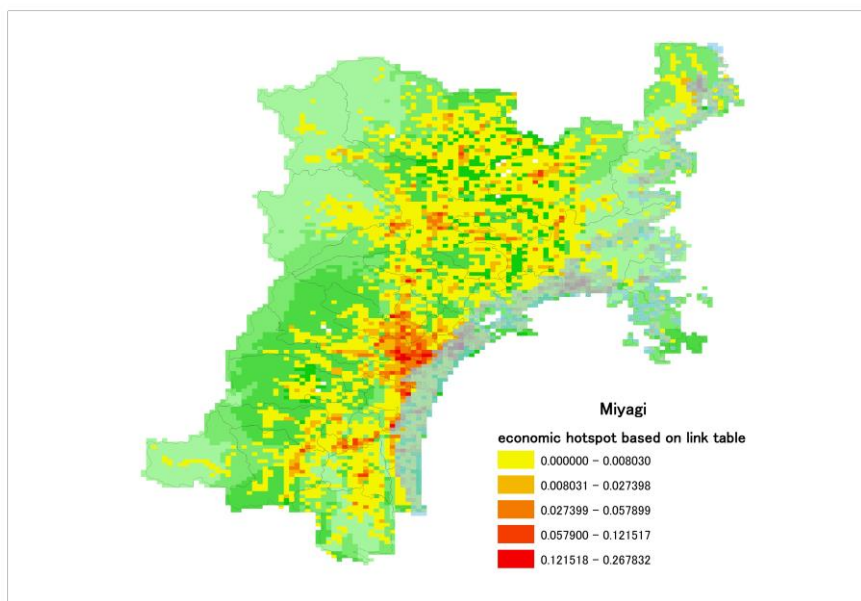 Miyagi
economic hotspot based on link table
0.000000 - 0.008030
0.008031 - 0.027398
0.027399 - 0.057899
0.057900 - 0.121517
0.121518 - 0.267832